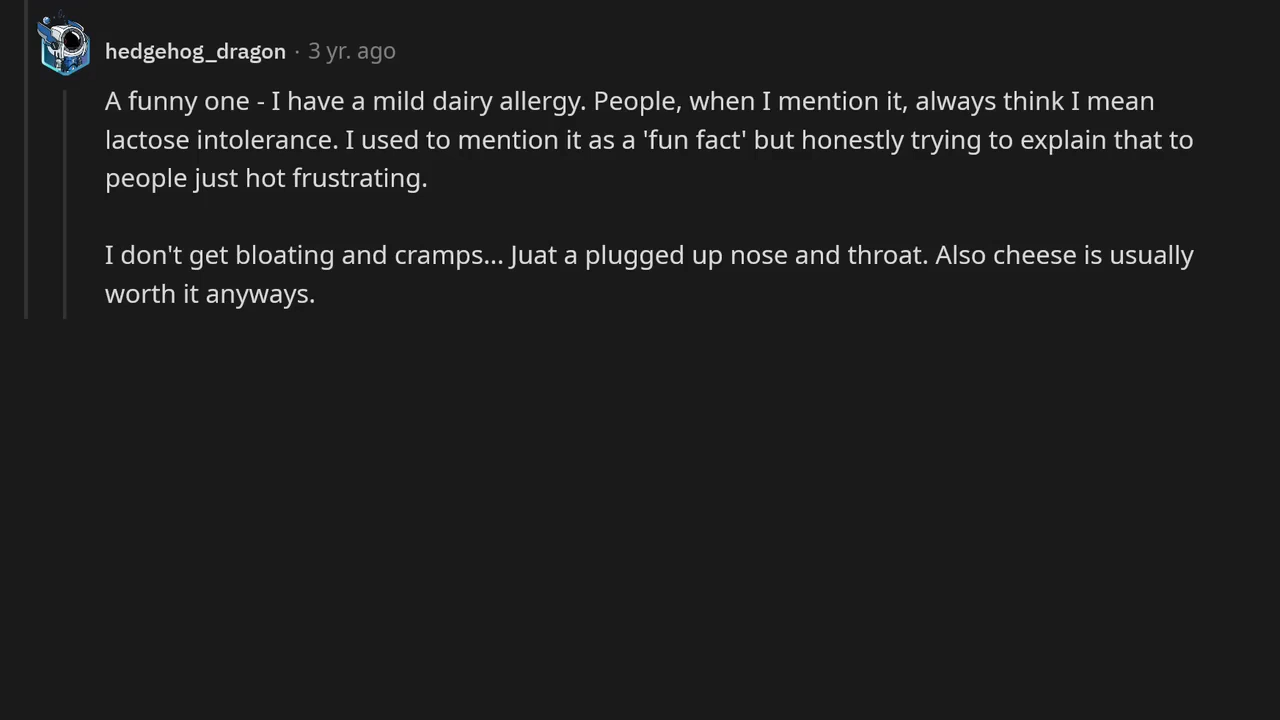 hedgehog_dragon · 3 yr. ago
A funny one - I have a mild dairy allergy. People, when I mention it, always think I mean
lactose intolerance. I used to mention it as a 'fun fact' but honestly trying to explain that to
people just hot frustrating.
I don't get bloating and cramps... Juat a plugged up nose and throat. Also cheese is usually
worth it anyways.